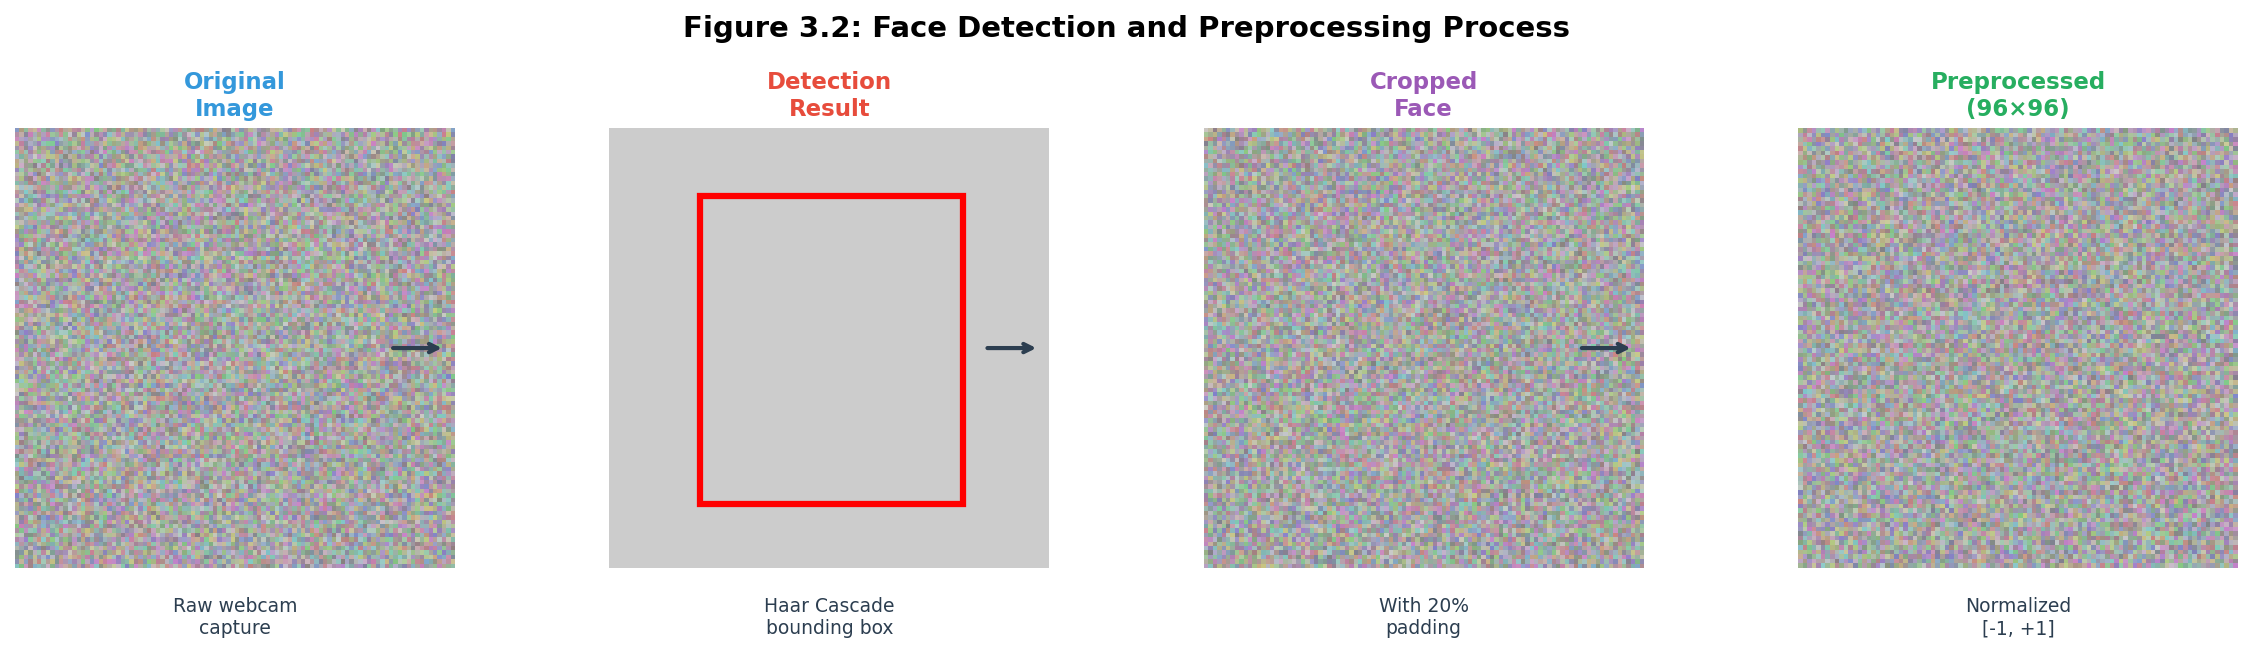 Figure 3.2: Face Detection and Preprocessing Process
Original
Image
Detection
Result
Cropped
Face
Preprocessed
(96×96)
Raw webcam
capture
Haar Cascade
bounding box
With 20%
padding
Normalized
[-1, +1]